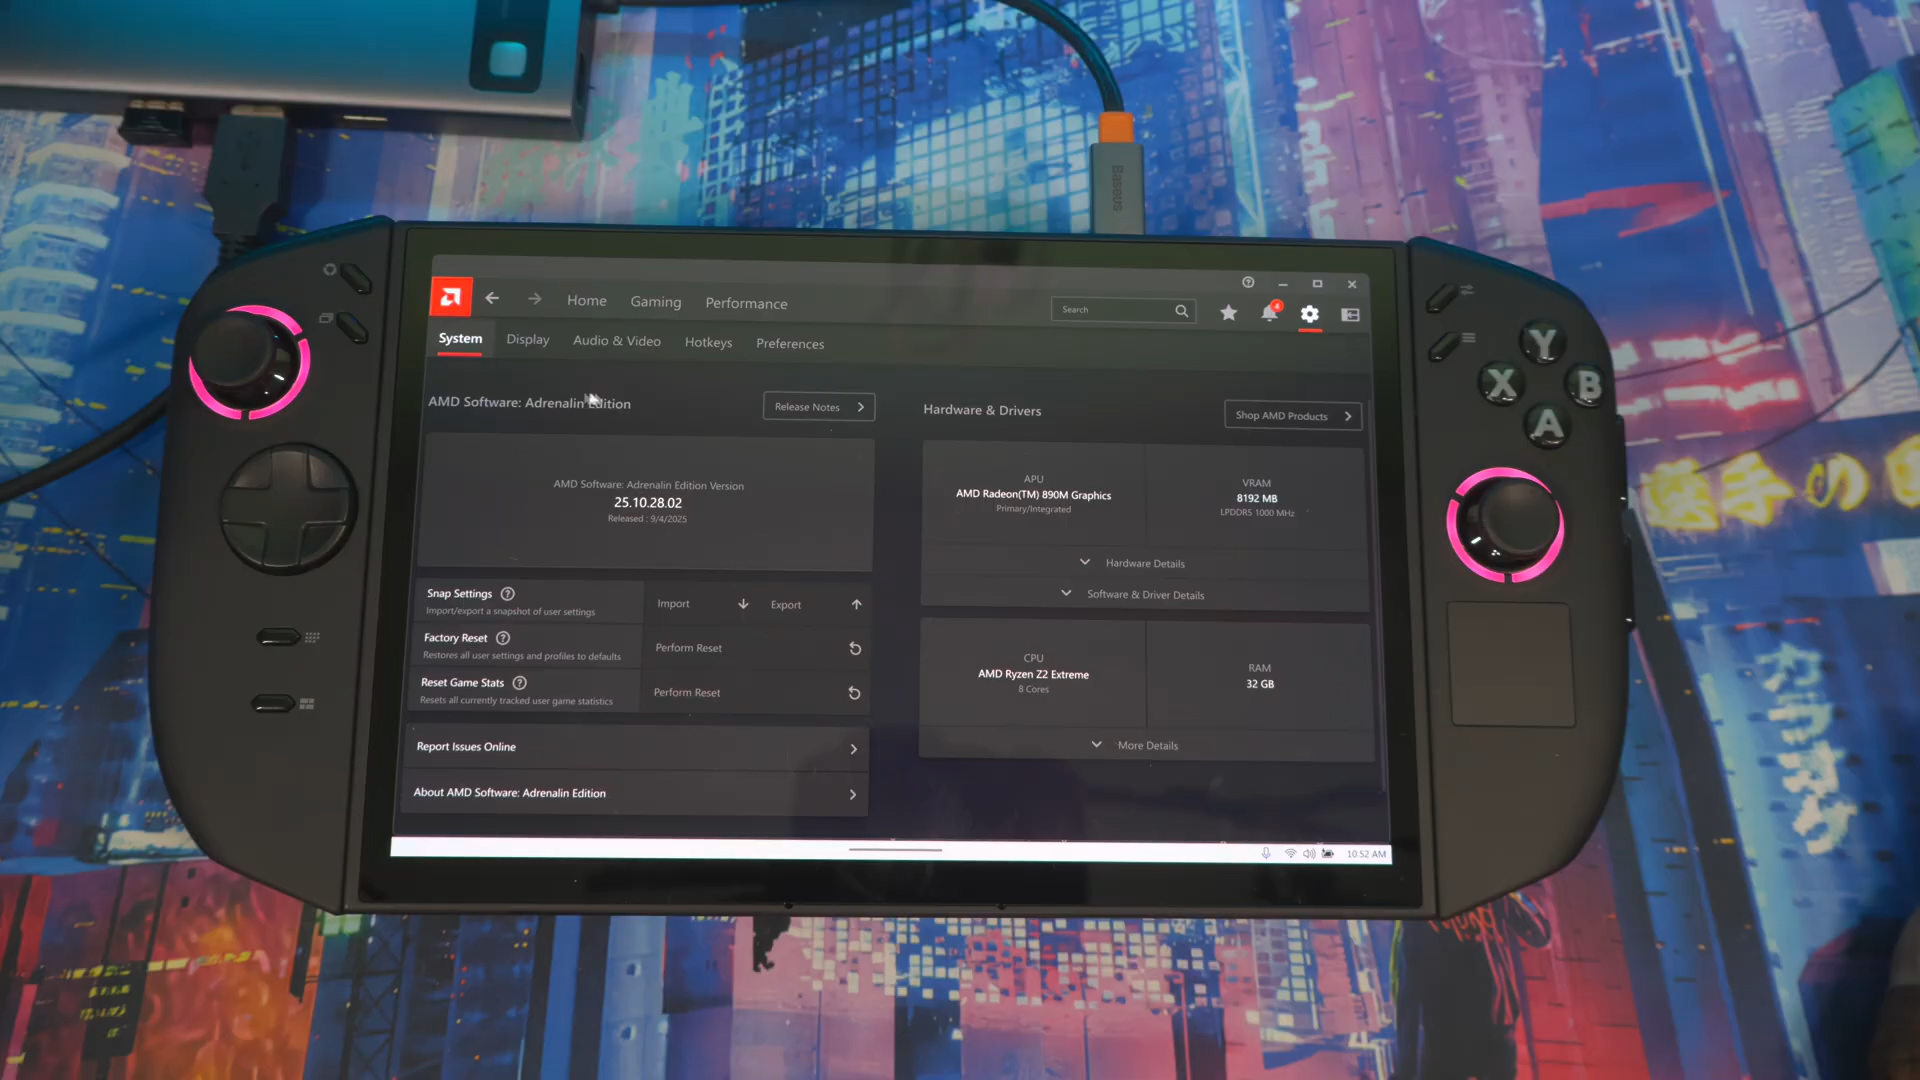 Baseus
Home
Gaming
Performance
Search
4
System
Display
Audio & Video
Hotkeys
Preferences
AMD Software: Adrenalin Edition
Release Notes
AMD Software: Adrenalin Edition Version
25.10.28.02
Released : 9/4/2025
Snap Settings
Import/export a snapshot of user settings
Import
Export
Factory Reset
Restores all user settings and profiles to defaults
Perform Reset
Reset Game Stats
Resets all currently tracked user game statistics
Perform Reset
Report Issues Online
About AMD Software: Adrenalin Edition
Hardware & Drivers
Shop AMD Products
APU
AMD Radeon(TM) 890M Graphics
Primary/Integrated
VRAM
8192 MB
LPDDR5 1000 MHz
Hardware Details
Software & Driver Details
CPU
AMD Ryzen Z2 Extreme
8 Cores
RAM
32 GB
More Details
10:52 AM
Y
X
B
A